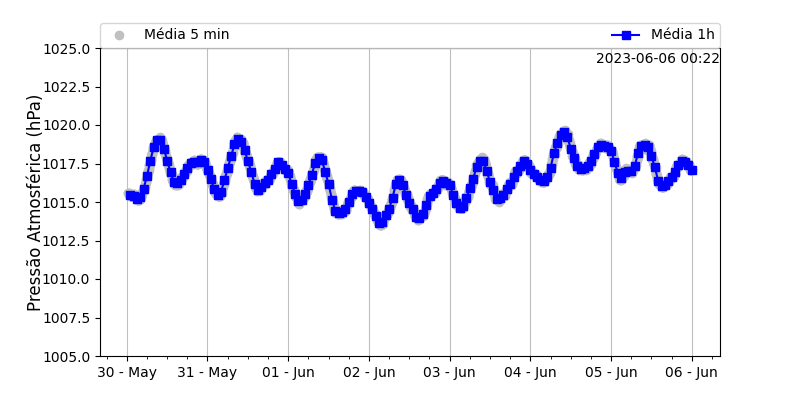 Média 5 min
Média 1h
2023-06-06 00:22
Pressão Atmosférica (hPa)
1025.0
1022.5
1020.0
1017.5
1015.0
1012.5
1010.0
1007.5
1005.0
30 - May
31 - May
01 - Jun
02 - Jun
03 - Jun
04 - Jun
05 - Jun
06 - Jun